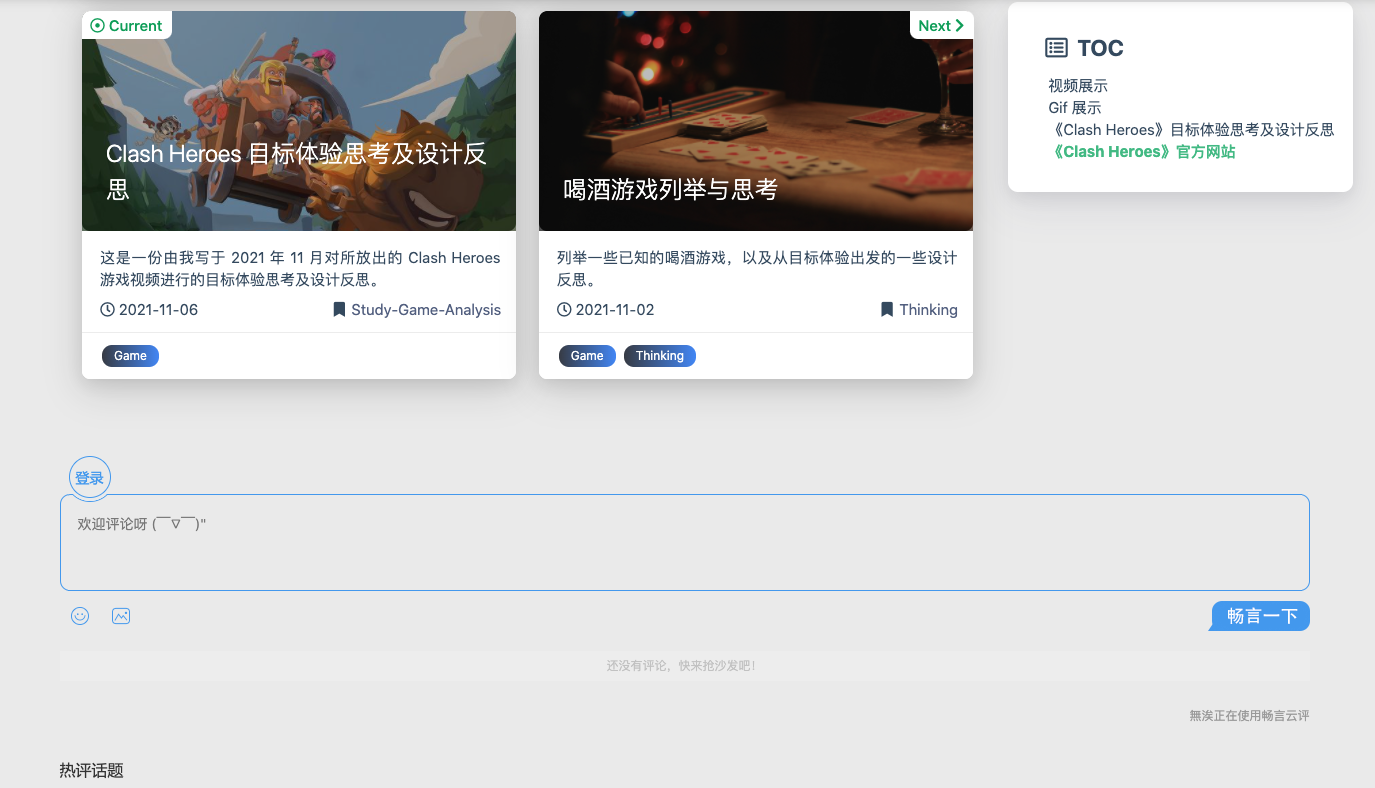 Current
Clash Heroes 目标体验思考及设计反
思
这是一份由我写于 2021 年 11 月对所放出的 Clash Heroes
游戏视频进行的目标体验思考及设计反思。
2021-11-06
Study-Game-Analysis
Game
Next
喝酒游戏列举与思考
列举一些已知的喝酒游戏，以及从目标体验出发的一些设计
反思。
2021-11-02
Thinking
Game
Thinking
TOC
视频展示
Gif 展示
《Clash Heroes》目标体验思考及设计反思
《Clash Heroes》官方网站
登录
欢迎评论呀 (￣▽￣)"
畅言一下
还没有评论，快来抢沙发吧！
無涘正在使用畅言云评
热评话题